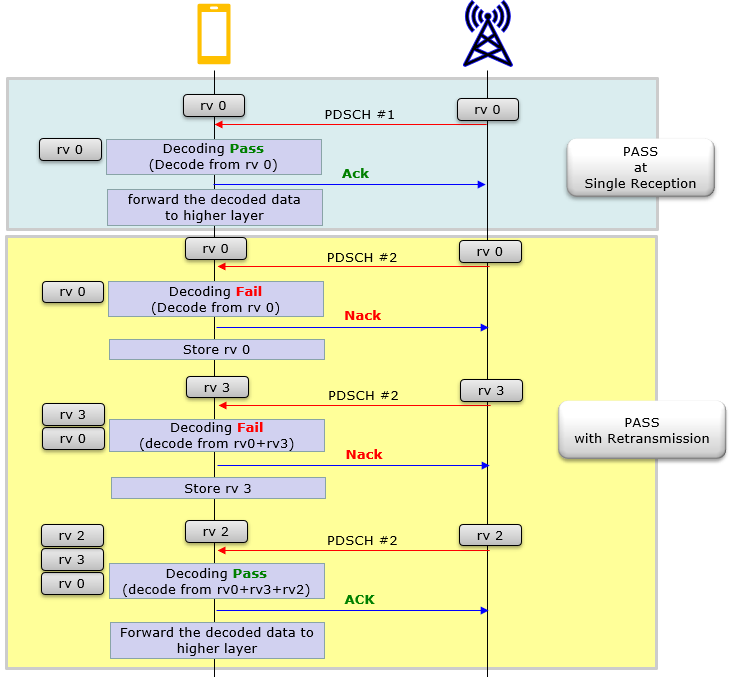 rv 0
rv 0
PDSCH #1
rv 0
Decoding Pass
(Decode from rv 0)
Ack
PASS
at
Single Reception
forward the decoded data
to higher layer
rv 0
rv 0
PDSCH #2
rv 0
Decoding Fail
(Decode from rv 0)
Nack
Store rv 0
rv 3
rv 3
PDSCH #2
rv 3
rv 0
Decoding Fail
(decode from rv0+rv3)
Nack
PASS
with Retransmission
Store rv 3
rv 2
rv 2
PDSCH #2
rv 2
rv 3
rv 0
Decoding Pass
(decode from rv0+rv3+rv2)
ACK
Forward the decoded data to
higher layer